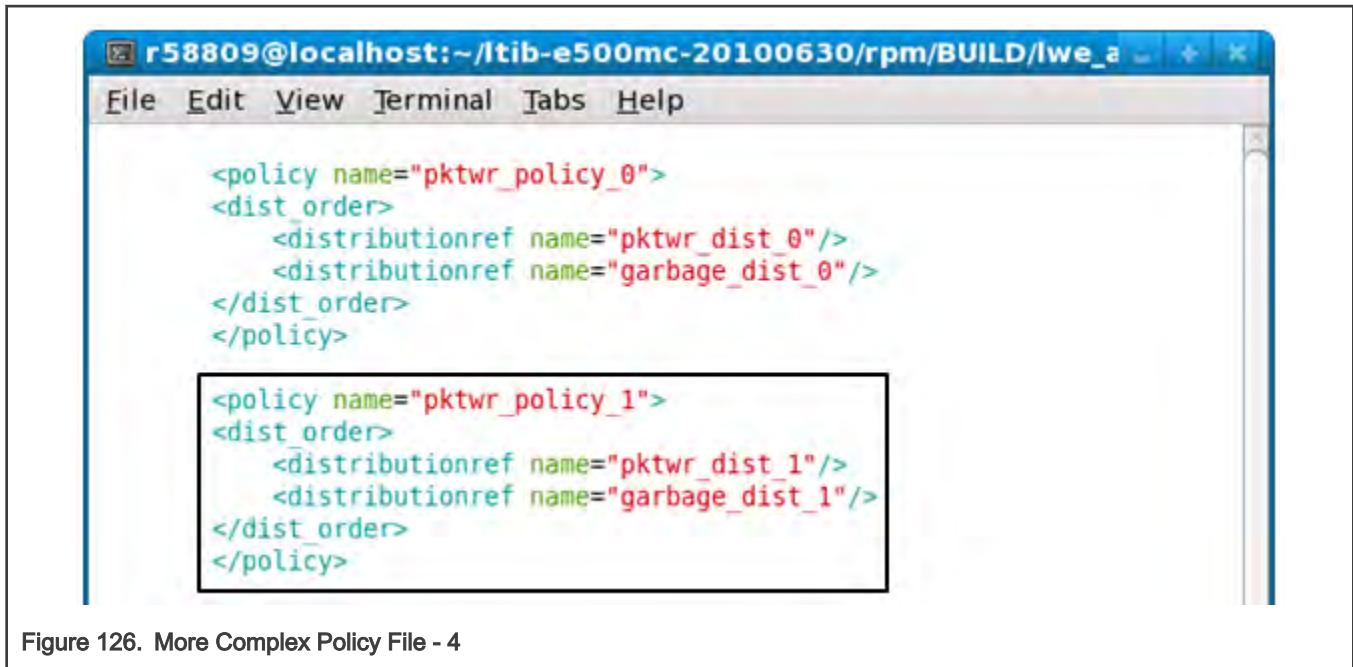 r58809@localhost:~/ltib-e500mc-20100630/rpm/BUILD/lwe_a
File Edit View Terminal Tabs Help
<policy name="pktwr_policy_0">
<dist_order>
<distributionref name="pktwr_dist_0"/>
<distributionref name="garbage_dist_0"/>
</dist_order>
</policy>
<policy name="pktwr_policy_1">
<dist_order>
<distributionref name="pktwr_dist_1"/>
<distributionref name="garbage_dist_1"/>
</dist_order>
</policy>
Figure 126. More Complex Policy File - 4